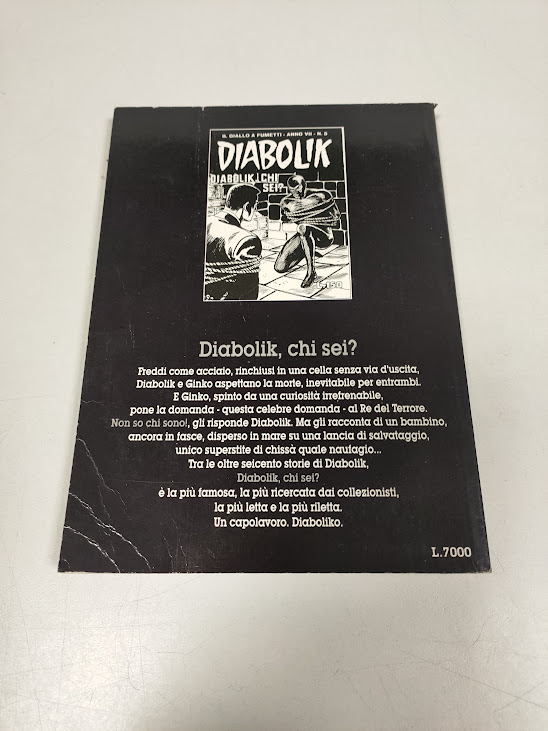 IL GIALLO A FUMETTI - ANNO VII - N. 5
DIABOLIK
DIABOLIK, CHI
SEI?
L.150
Diabolik, chi sei?
Freddi come acciaio, rinchiusi in una cella senza via d'uscita,
Diabolik e Ginko aspettano la morte, inevitabile per entrambi.
E Ginko, spinto da una curiosità irrefrenabile,
pone la domanda - questa celebre domanda - al Re del Terrore.
Non so chi sono!, gli risponde Diabolik. Ma gli racconta di un bambino,
ancora in fasce, disperso in mare su una lancia di salvataggio,
unico superstite di chissà quale naufragio...
Tra le oltre seicento storie di Diabolik,
Diabolik, chi sei?
è la più famosa, la più ricercata dai collezionisti,
la più letta e la più riletta.
Un capolavoro. Diaboliko.
L.7000